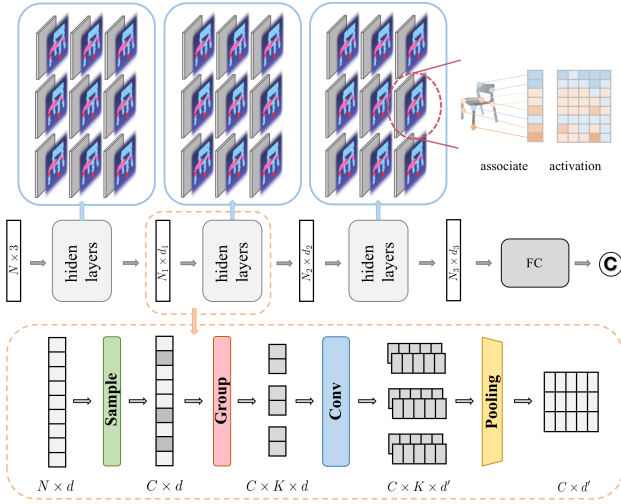 associate activation
N × 3
hiden layers
N₁ × d₁
hiden layers
N₂ × d₂
hiden layers
N₃ × d₃
FC
C
Sample
Group
Conv
Pooling
N × d
C × d
C × K × d
C × K × d′
C × d′